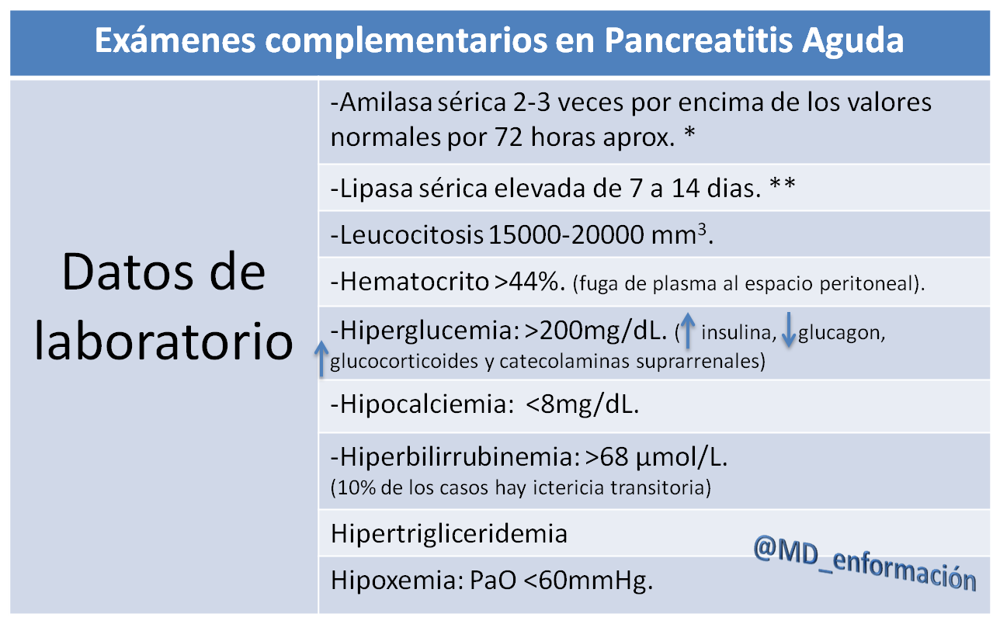 Exámenes complementarios en Pancreatitis Aguda
Datos de
laboratorio
-Amilasa sérica 2-3 veces por encima de los valores
normales por 72 horas aprox. *
-Lipasa sérica elevada de 7 a 14 dias. **
-Leucocitosis 15000-20000 mm³.
-Hematocrito >44%. (fuga de plasma al espacio peritoneal).
-Hiperglucemia: >200mg/dL. (↑ insulina, ↓glucagon,
↑glucocorticoides y catecolaminas suprarrenales)
-Hipocalciemia: <8mg/dL.
-Hiperbilirrubinemia: >68 µmol/L.
(10% de los casos hay ictericia transitoria)
Hipertrigliceridemia
Hipoxemia: PaO <60mmHg.
@MD_enformación